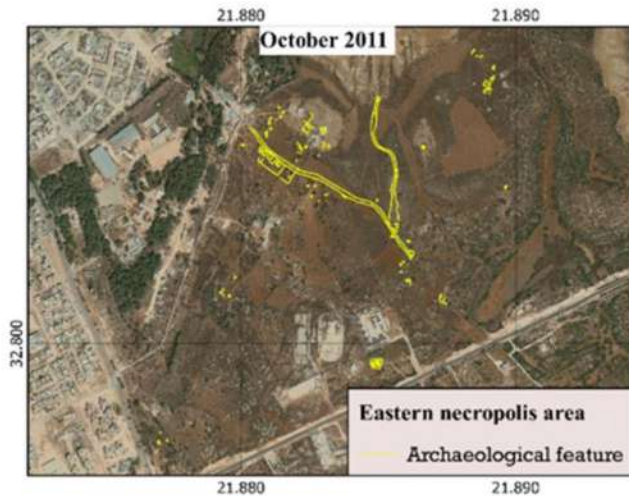 21.880
21.890
October 2011
32.800
Eastern necropolis area
Archaeological feature
21.880
21.890